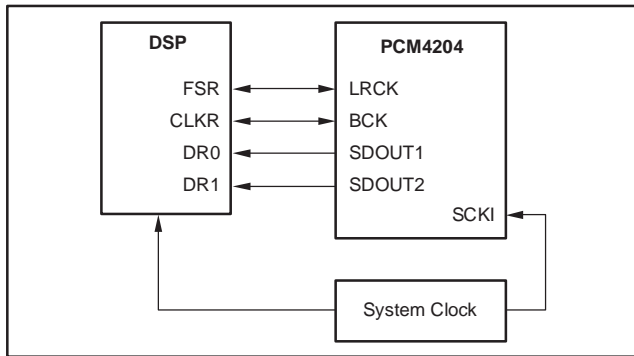 DSP
PCM4204
FSR
LRCK
CLKR
BCK
DR0
SDOUT1
DR1
SDOUT2
SCKI
System Clock